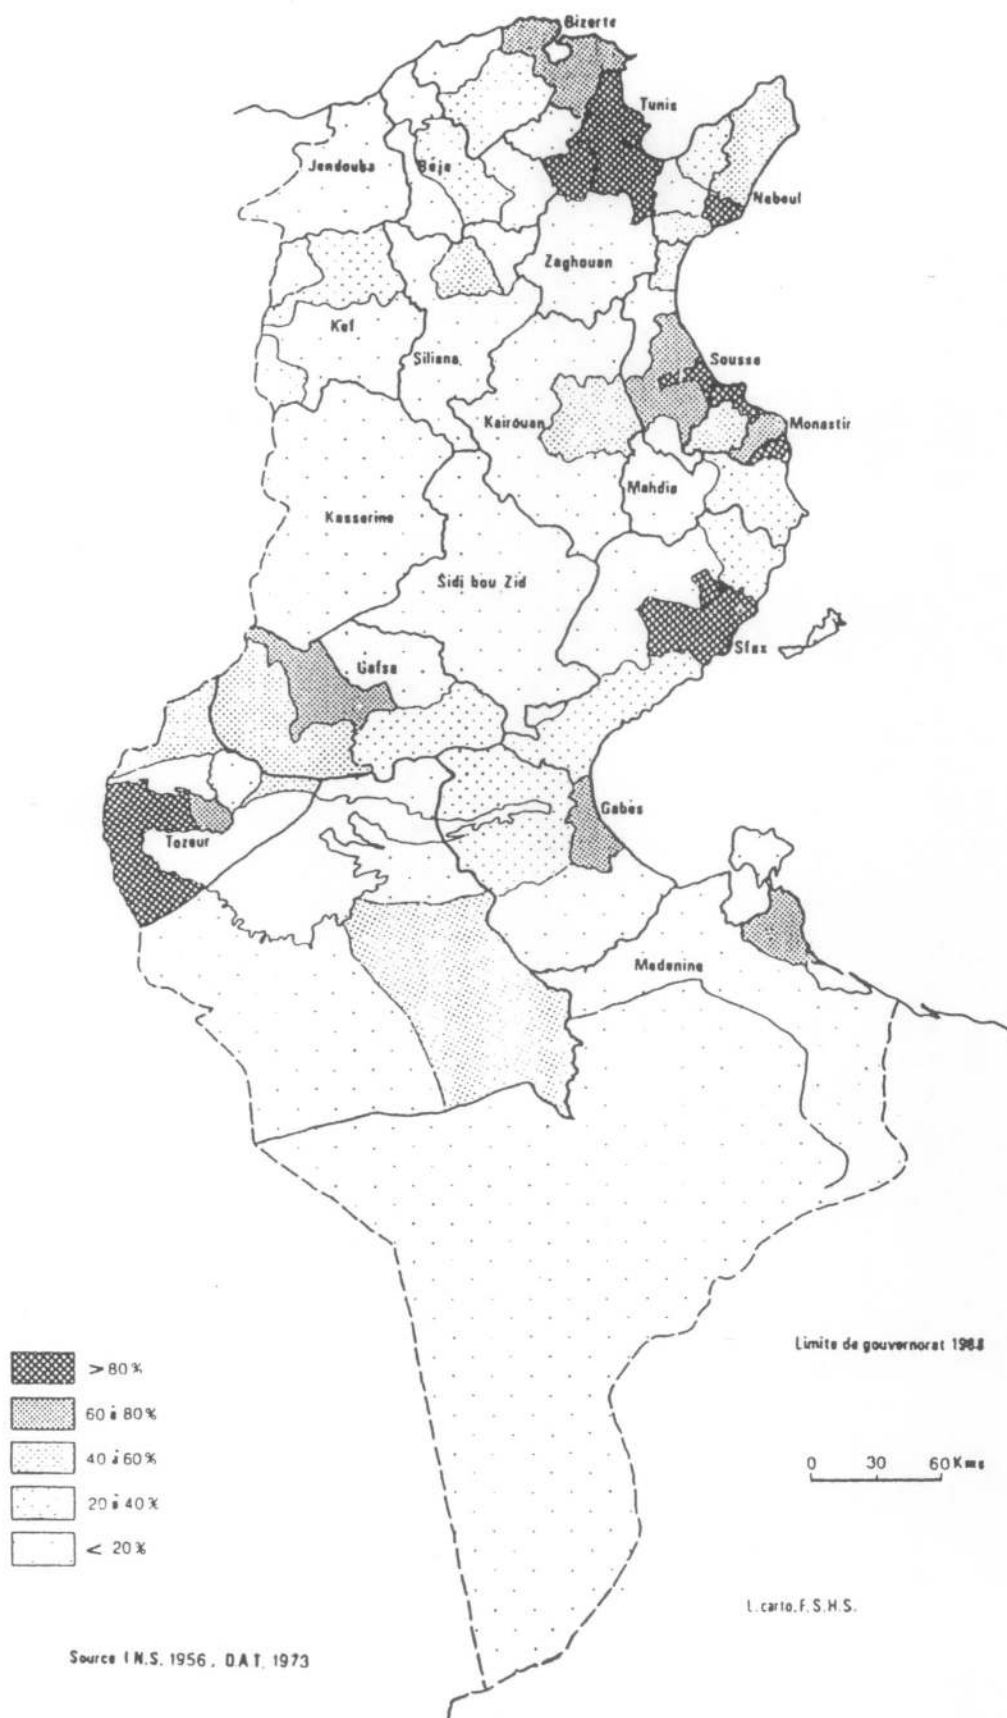 Bizerte
Tunis
Jendouba
Béja
Nabeul
Zaghouan
Kef
Siliana
Sousse
Kairouan
Monastir
Mahdia
Kasserine
Sidi bou Zid
Sfax
Gafsa
Gabès
Tozeur
Medenine
Limite de gouvernorat
> 80 %
60 à 80 %
40 à 60 %
20 à 40 %
< 20 %
0 30 60 Kms
L. carto. F.S.H.S.
Source I.N.S. 1956, D.A.T. 1973